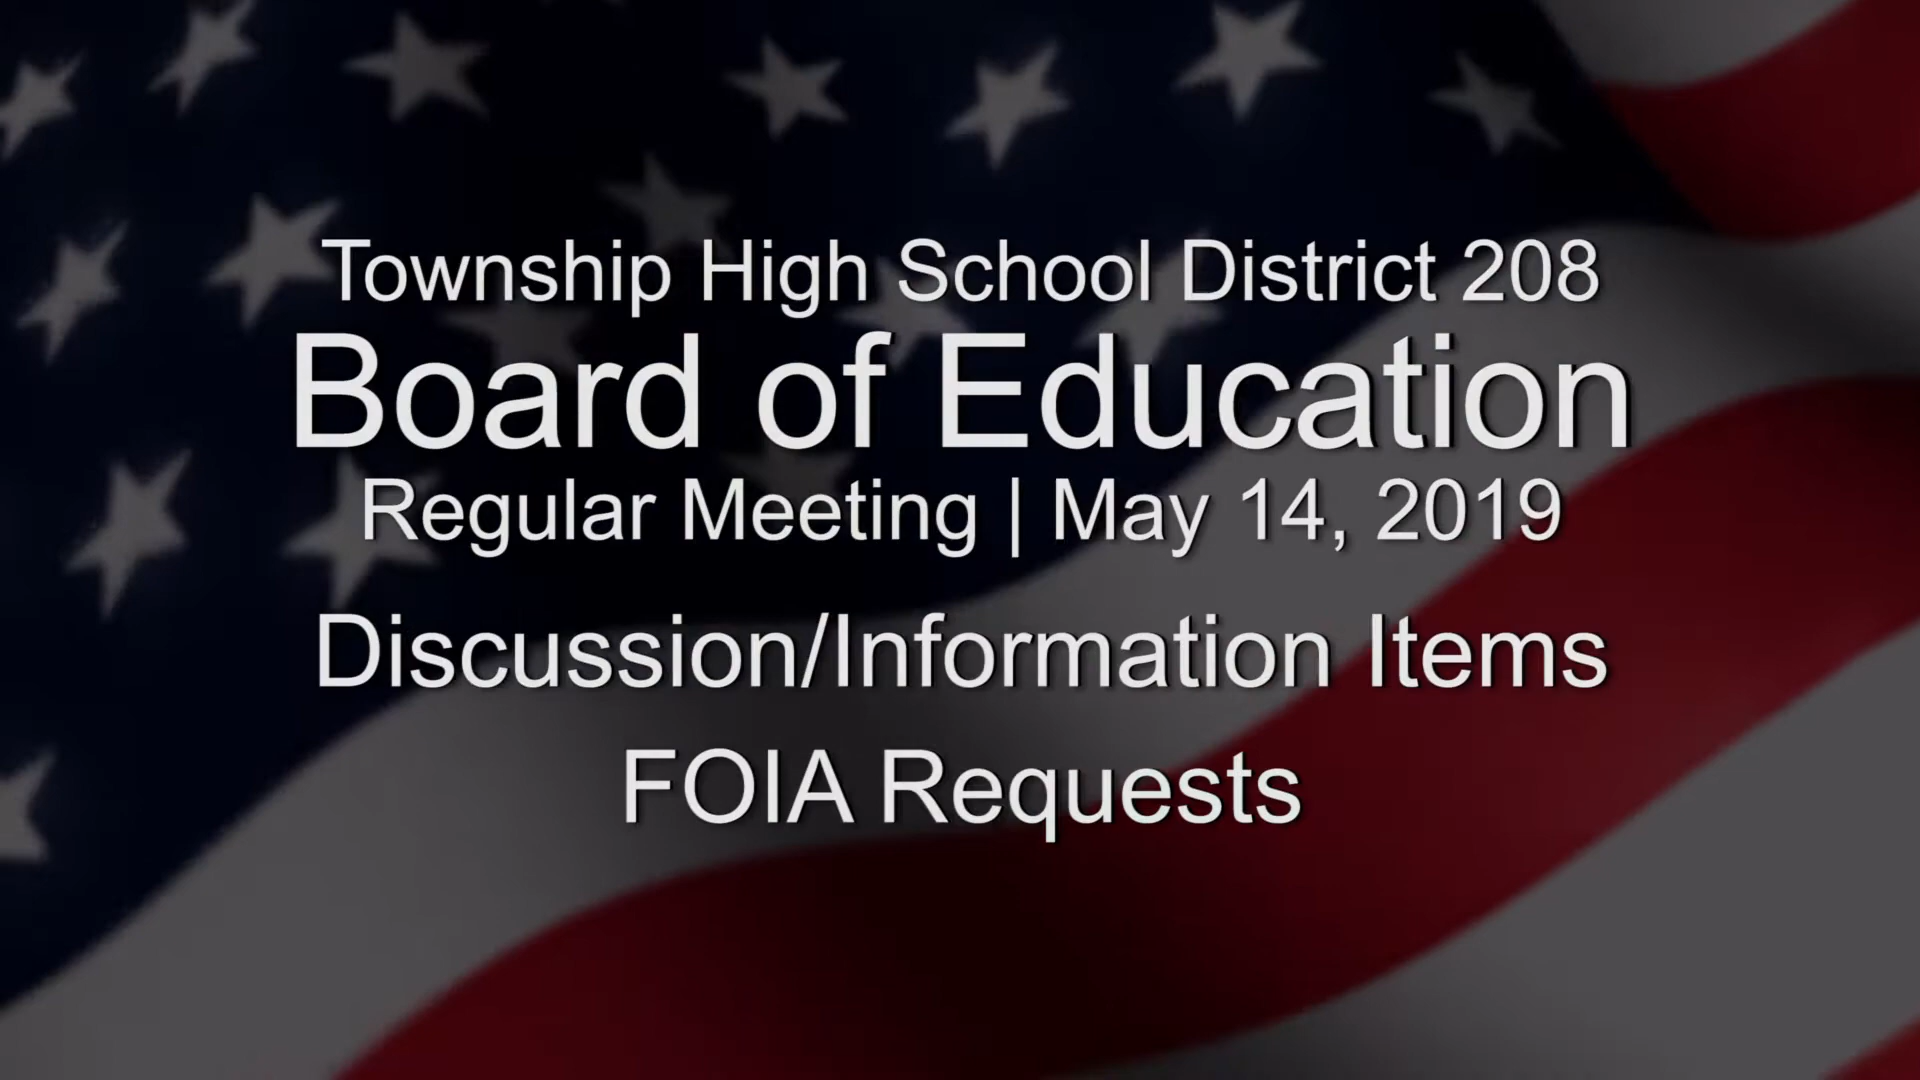 Township High School District 208
Board of Education
Regular Meeting | May 14, 2019
Discussion/Information Items
FOIA Requests